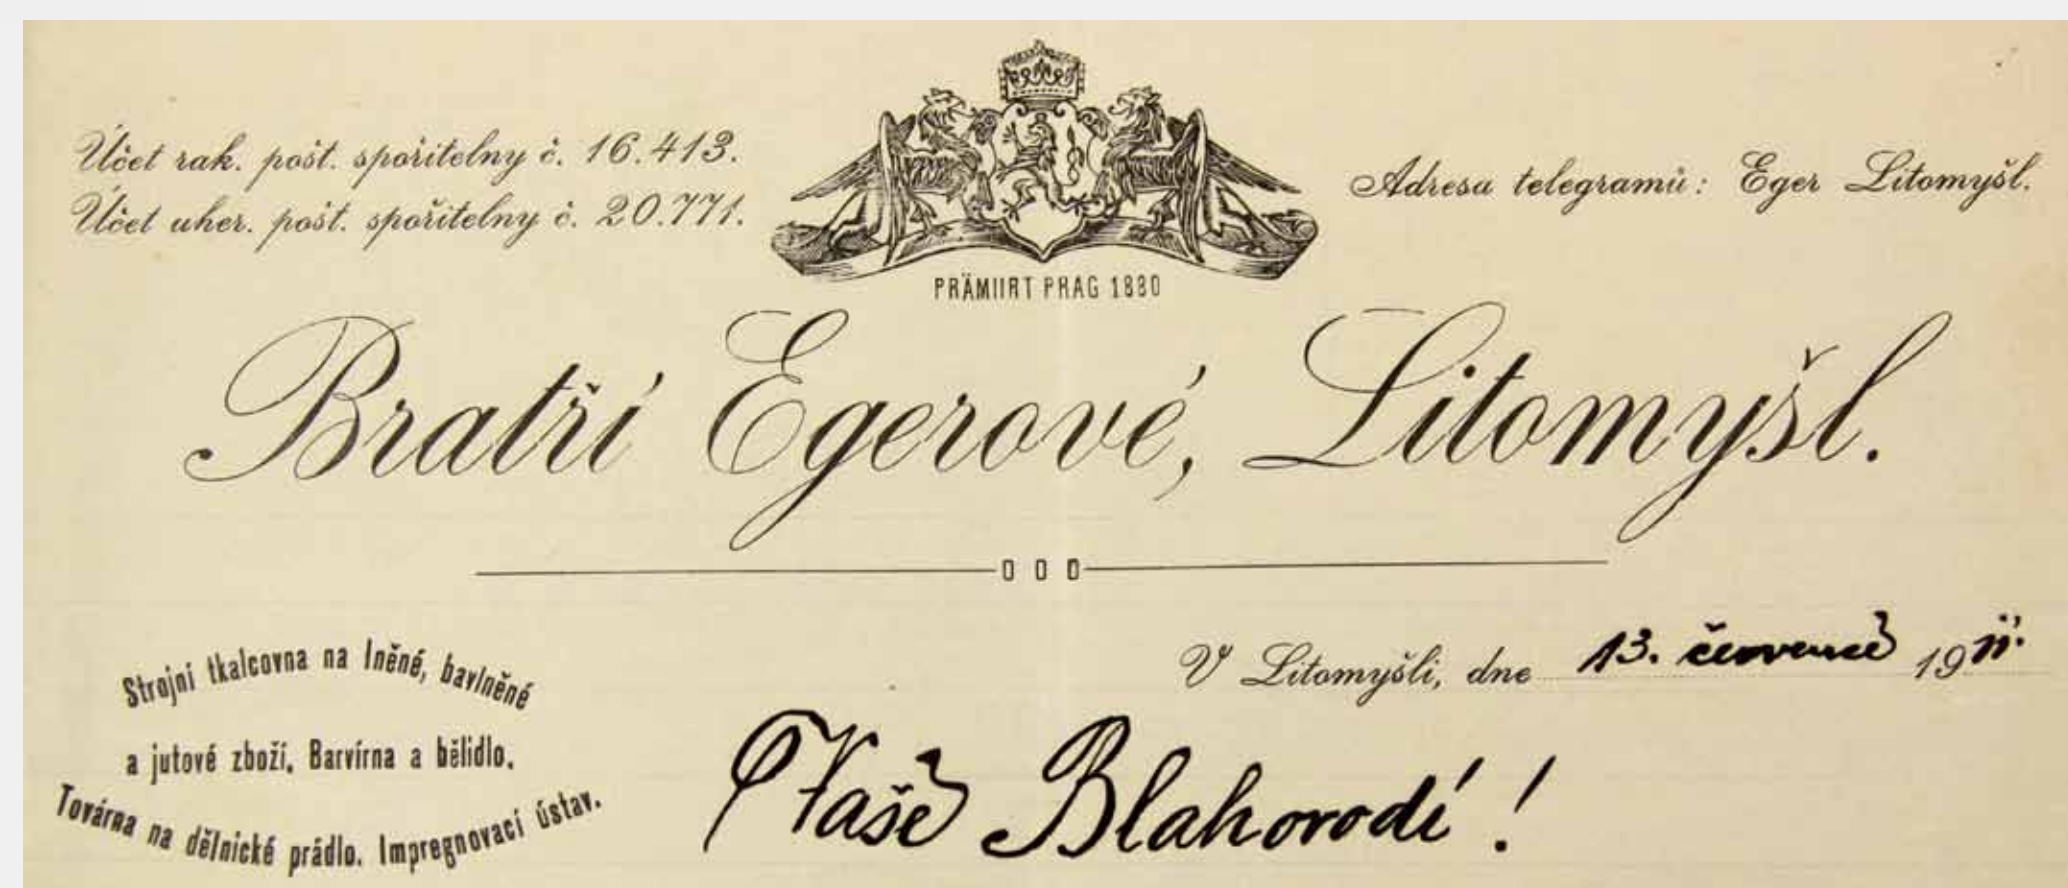 Účet rak. pošt. spořitelny č. 16.413.
Účet uher. pošt. spořitelny č. 20.771.
Adresa telegramů: Eger Litomyšl.
PRÄMIIRT PRAG 1880
Bratří Egerové, Litomyšl.
V Litomyšli, dne 13. července 1911.
Strojní tkalcovna na lněné, bavlněné
a jutové zboží. Barvírna a bělidlo.
Továrna na dělnické prádlo. Impregnovací ústav.
Vaše Blahorodí!